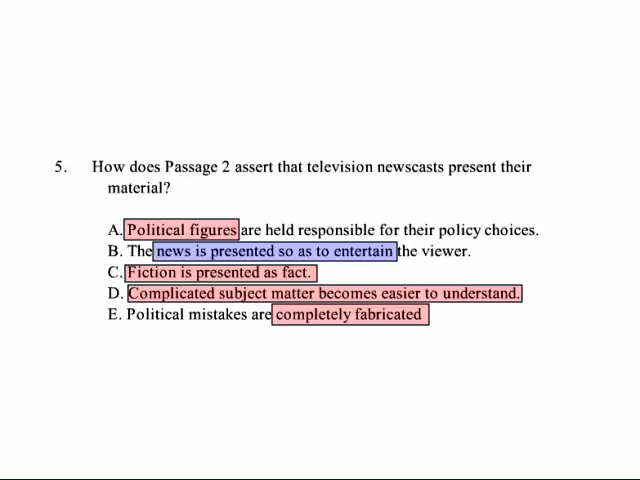 5. How does Passage 2 assert that television newscasts present their
material?
A. Political figures are held responsible for their policy choices.
B. The news is presented so as to entertain the viewer.
C. Fiction is presented as fact.
D. Complicated subject matter becomes easier to understand.
E. Political mistakes are completely fabricated